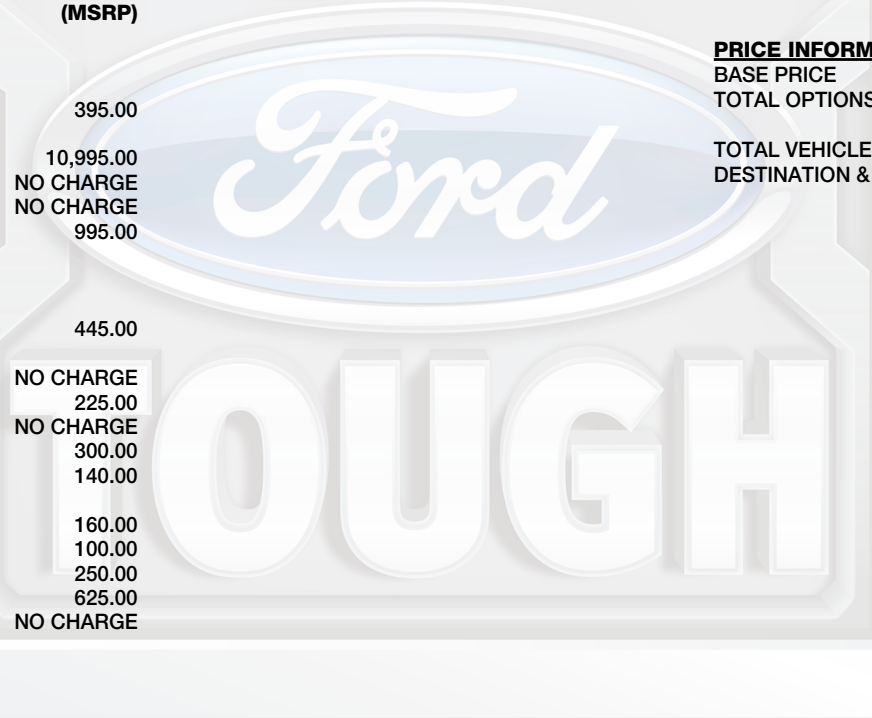 (MSRP)
395.00
10,995.00
NO CHARGE
NO CHARGE
995.00
445.00
NO CHARGE
225.00
NO CHARGE
300.00
140.00
160.00
100.00
250.00
625.00
NO CHARGE
PRICE INFORM
BASE PRICE
TOTAL OPTIONS
TOTAL VEHICLE
DESTINATION &
Ford
TOUGH